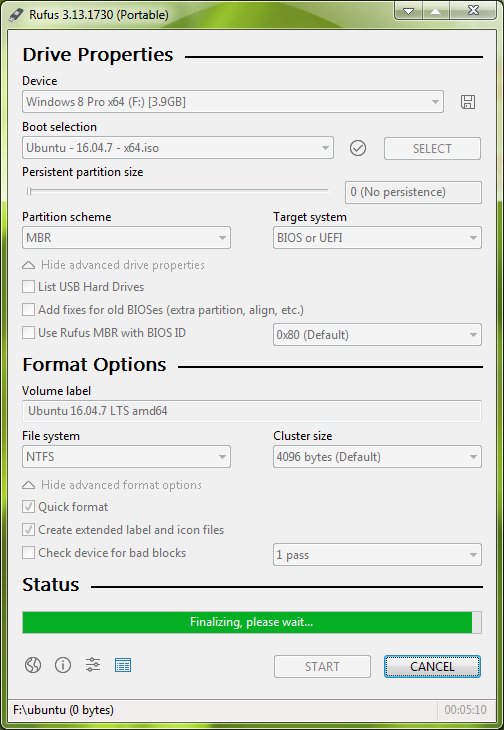 Rufus 3.13.1730 (Portable)
Drive Properties
Device
Windows 8 Pro x64 (F:) [3.9GB]
Boot selection
Ubuntu - 16.04.7 - x64.iso
SELECT
Persistent partition size
0 (No persistence)
Partition scheme
Target system
MBR
BIOS or UEFI
Hide advanced drive properties
List USB Hard Drives
Add fixes for old BIOSes (extra partition, align, etc.)
Use Rufus MBR with BIOS ID
0x80 (Default)
Format Options
Volume label
Ubuntu 16.04.7 LTS amd64
File system
Cluster size
NTFS
4096 bytes (Default)
Hide advanced format options
Quick format
Create extended label and icon files
Check device for bad blocks
1 pass
Status
Finalizing, please wait...
START
CANCEL
F:\ubuntu (0 bytes)
00:05:10